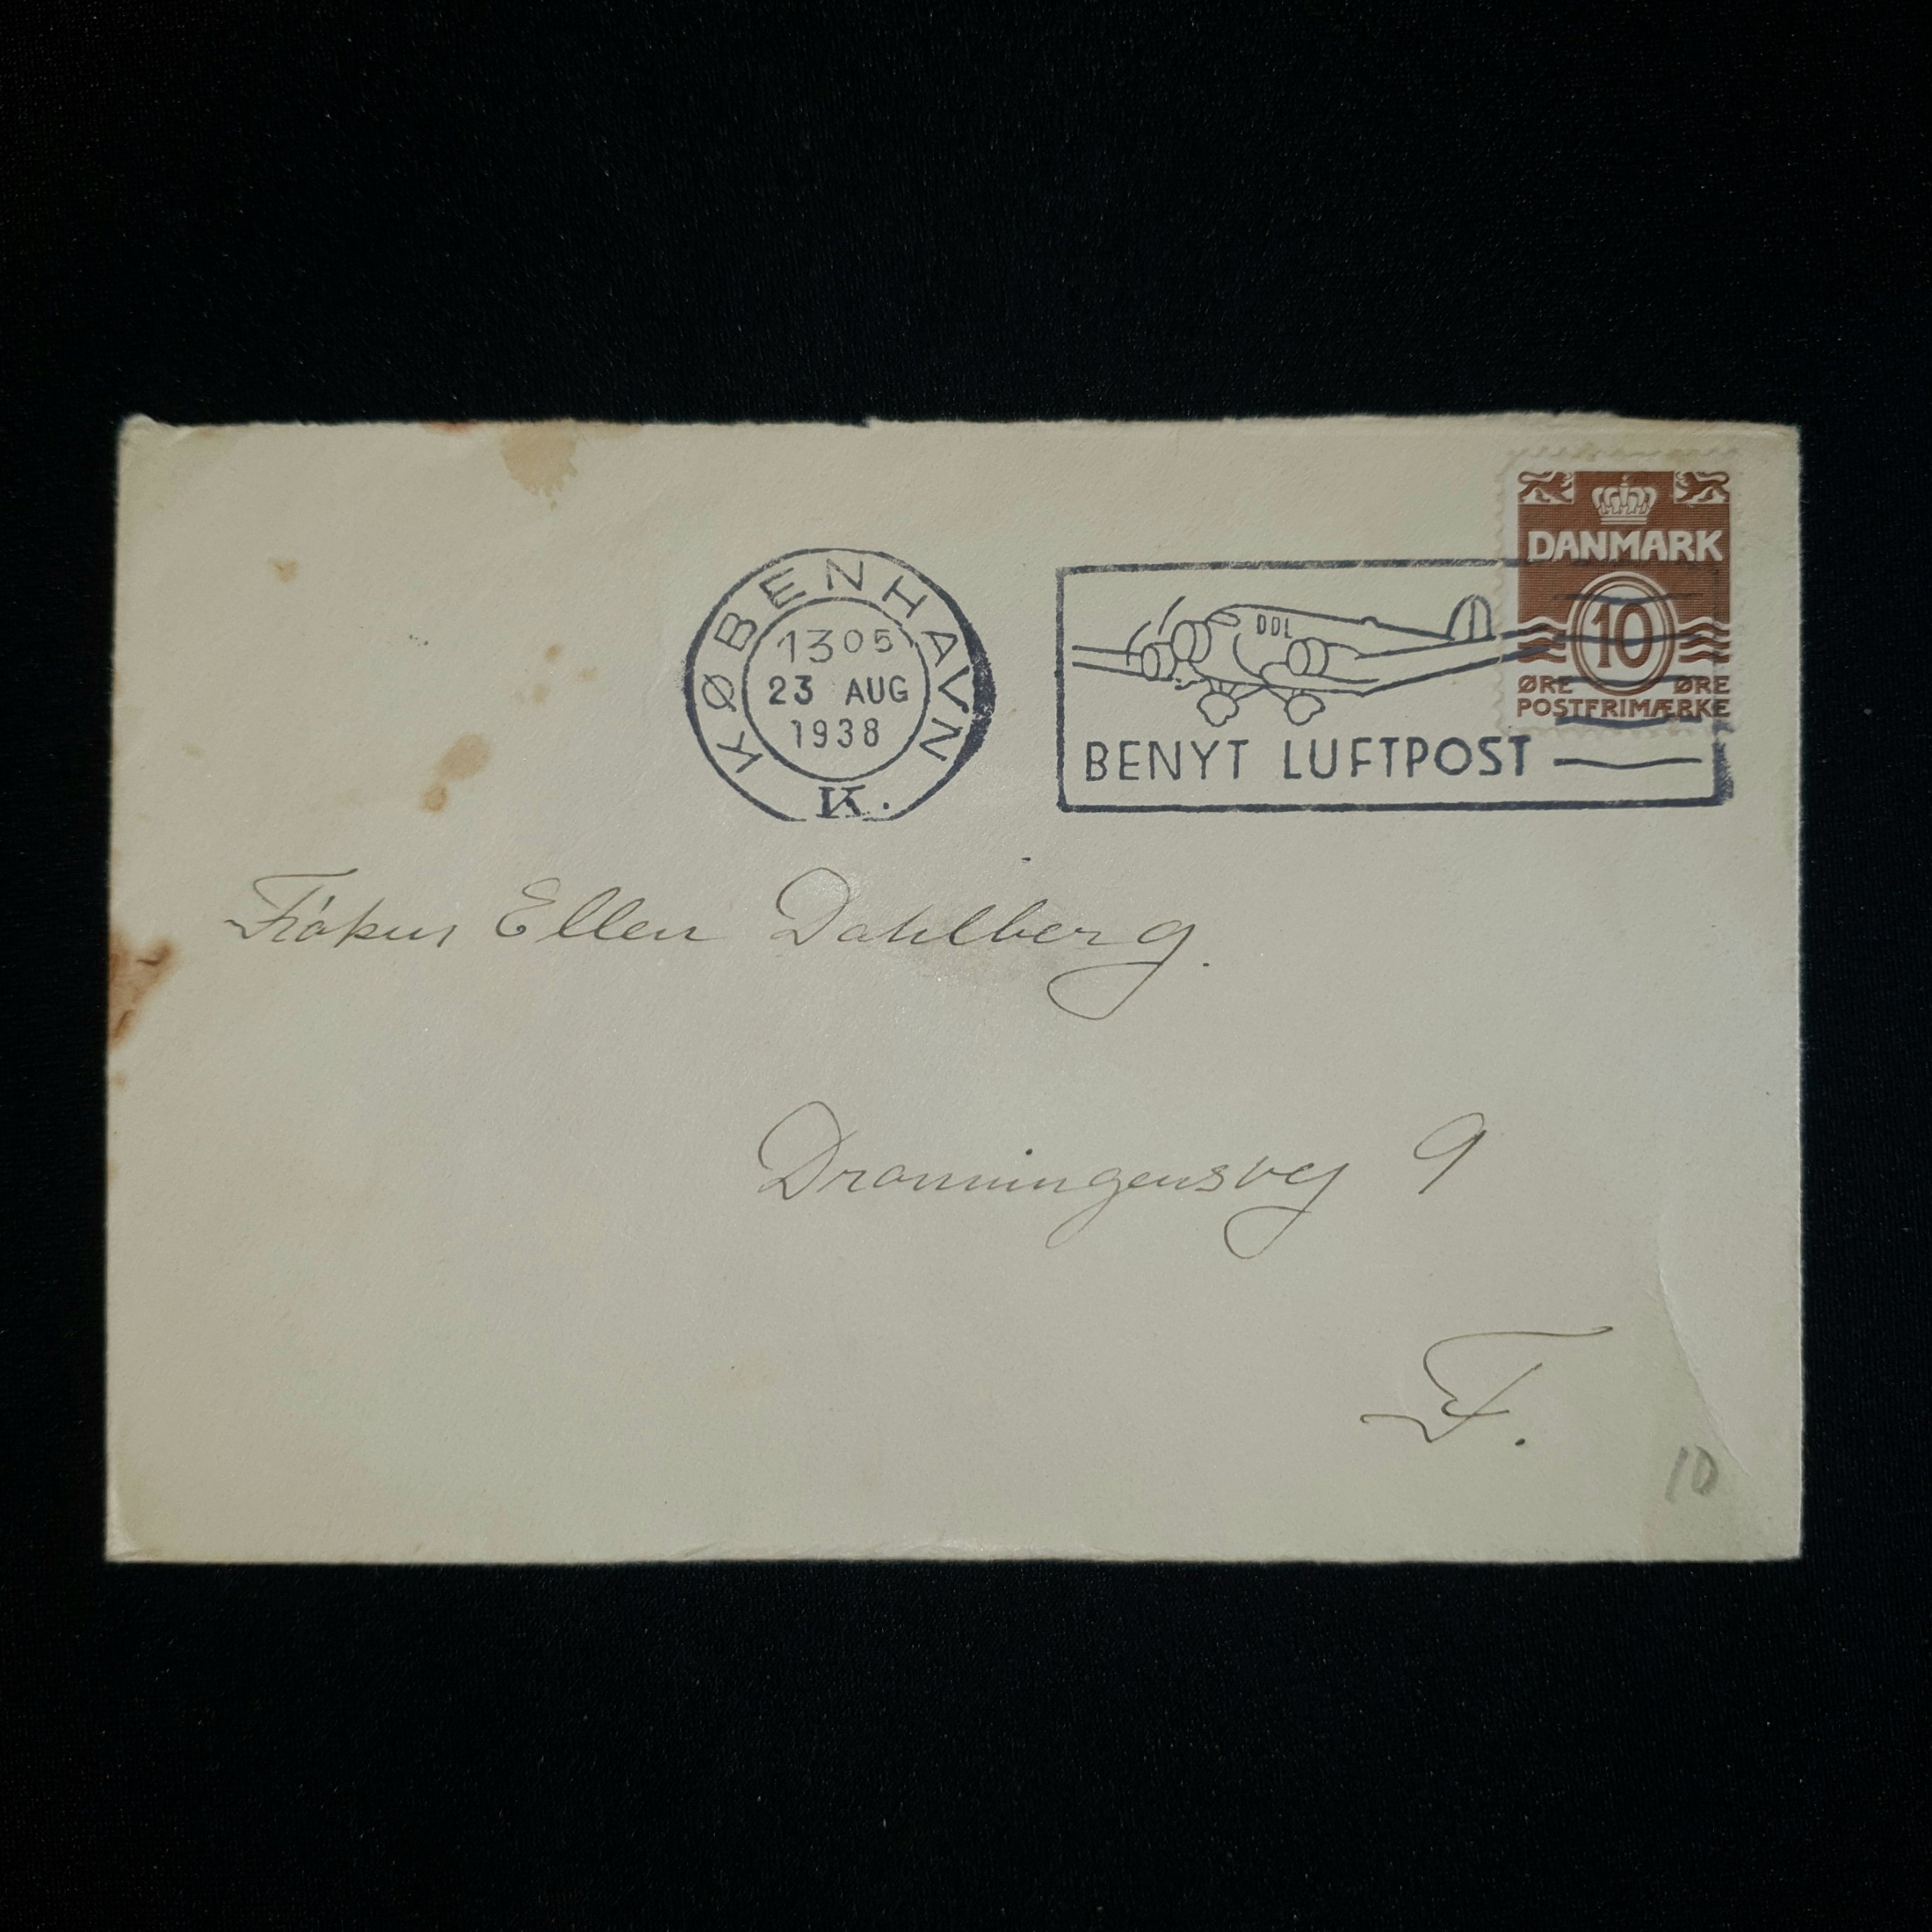 DANMARK
10
ØRE ØRE
POSTFRIMÆRKE
KØBENHAVN
1305
23 AUG
1938
K.
DDL
BENYT LUFTPOST
Frøken Ellen Dahlberg.
Dronningensvej 9
F.
10